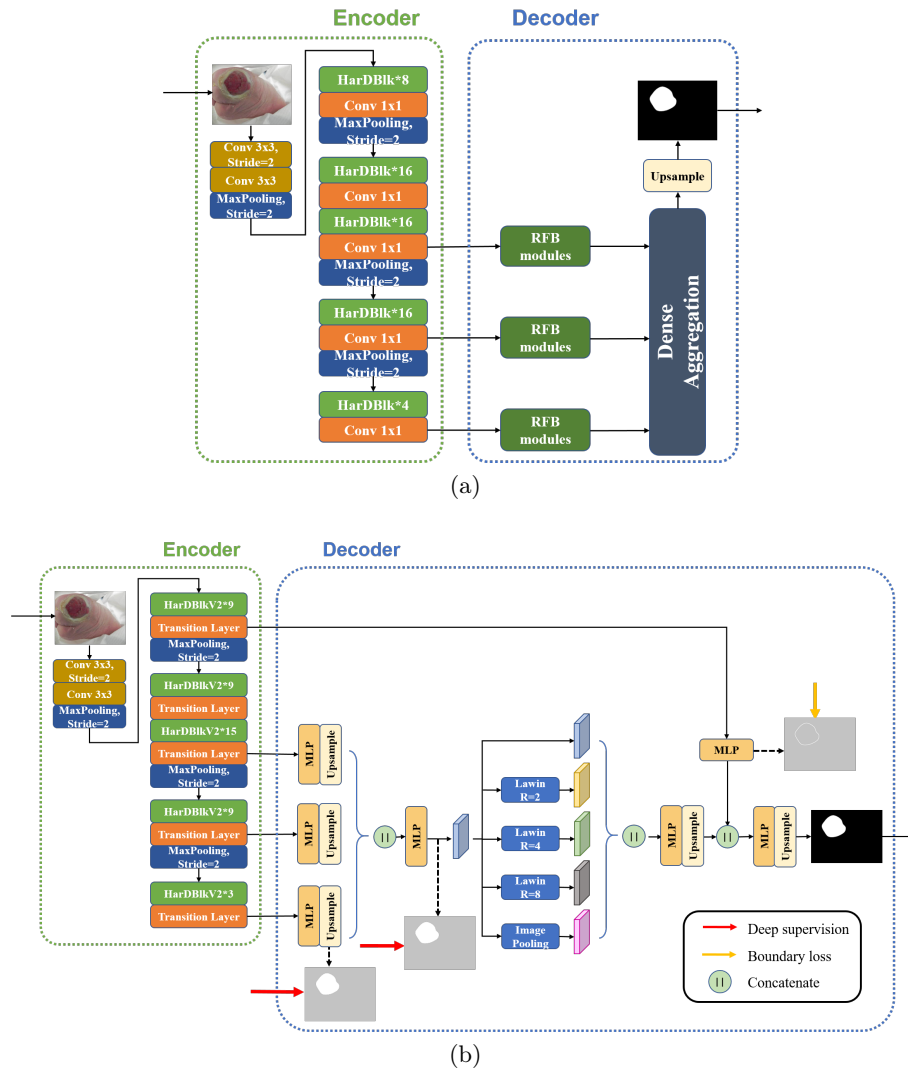 Encoder
Decoder
HarDBlk*8
Conv 1x1
MaxPooling,
Stride=2
Conv 3x3,
Stride=2
Conv 3x3
MaxPooling,
Stride=2
HarDBlk*16
Conv 1x1
HarDBlk*16
Conv 1x1
MaxPooling,
Stride=2
HarDBlk*16
Conv 1x1
MaxPooling,
Stride=2
HarDBlk*4
Conv 1x1
RFB
modules
RFB
modules
RFB
modules
Upsample
Dense
Aggregation
(a)
Encoder
Decoder
HarDBlkV2*9
Transition Layer
MaxPooling,
Stride=2
Conv 3x3,
Stride=2
Conv 3x3
MaxPooling,
Stride=2
HarDBlkV2*9
Transition Layer
HarDBlkV2*15
Transition Layer
MaxPooling,
Stride=2
HarDBlkV2*9
Transition Layer
MaxPooling,
Stride=2
HarDBlkV2*3
Transition Layer
MLP
Upsample
MLP
Upsample
MLP
Upsample
||
MLP
Lawin
R=2
Lawin
R=4
Lawin
R=8
Image
Pooling
||
MLP
Upsample
MLP
||
MLP
Upsample
Deep supervision
Boundary loss
|| Concatenate
(b)